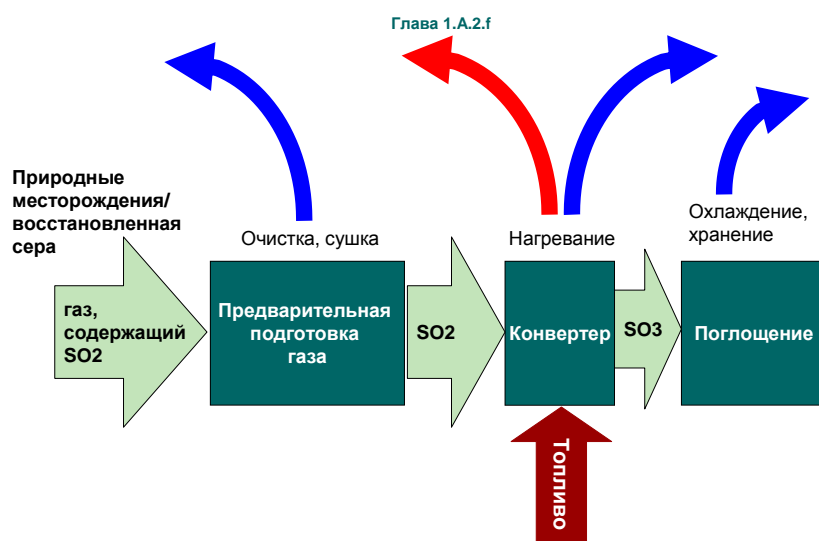 Глава 1.A.2.f
Природные
месторождения/
восстановленная
сера
Очистка, сушка
Нагревание
Охлаждение,
хранение
газ,
содержащий
SO2
Предварительная
подготовка
газа
SO2
Конвертер
SO3
Поглощение
Топливо